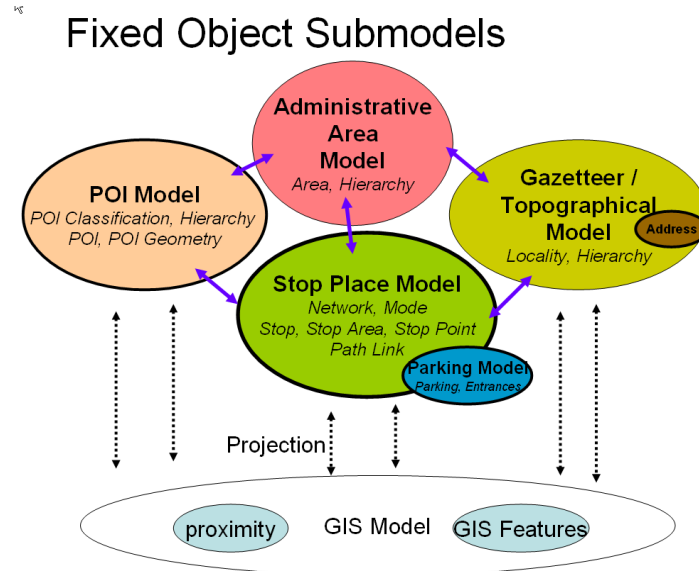 Fixed Object Submodels
Administrative
Area
Model
Area, Hierarchy
POI Model
POI Classification, Hierarchy
POI, POI Geometry
Gazetteer /
Topographical
Model
Address
Locality, Hierarchy
Stop Place Model
Network, Mode
Stop, Stop Area, Stop Point
Path Link
Parking Model
Parking, Entrances
Projection
proximity
GIS Model
GIS Features